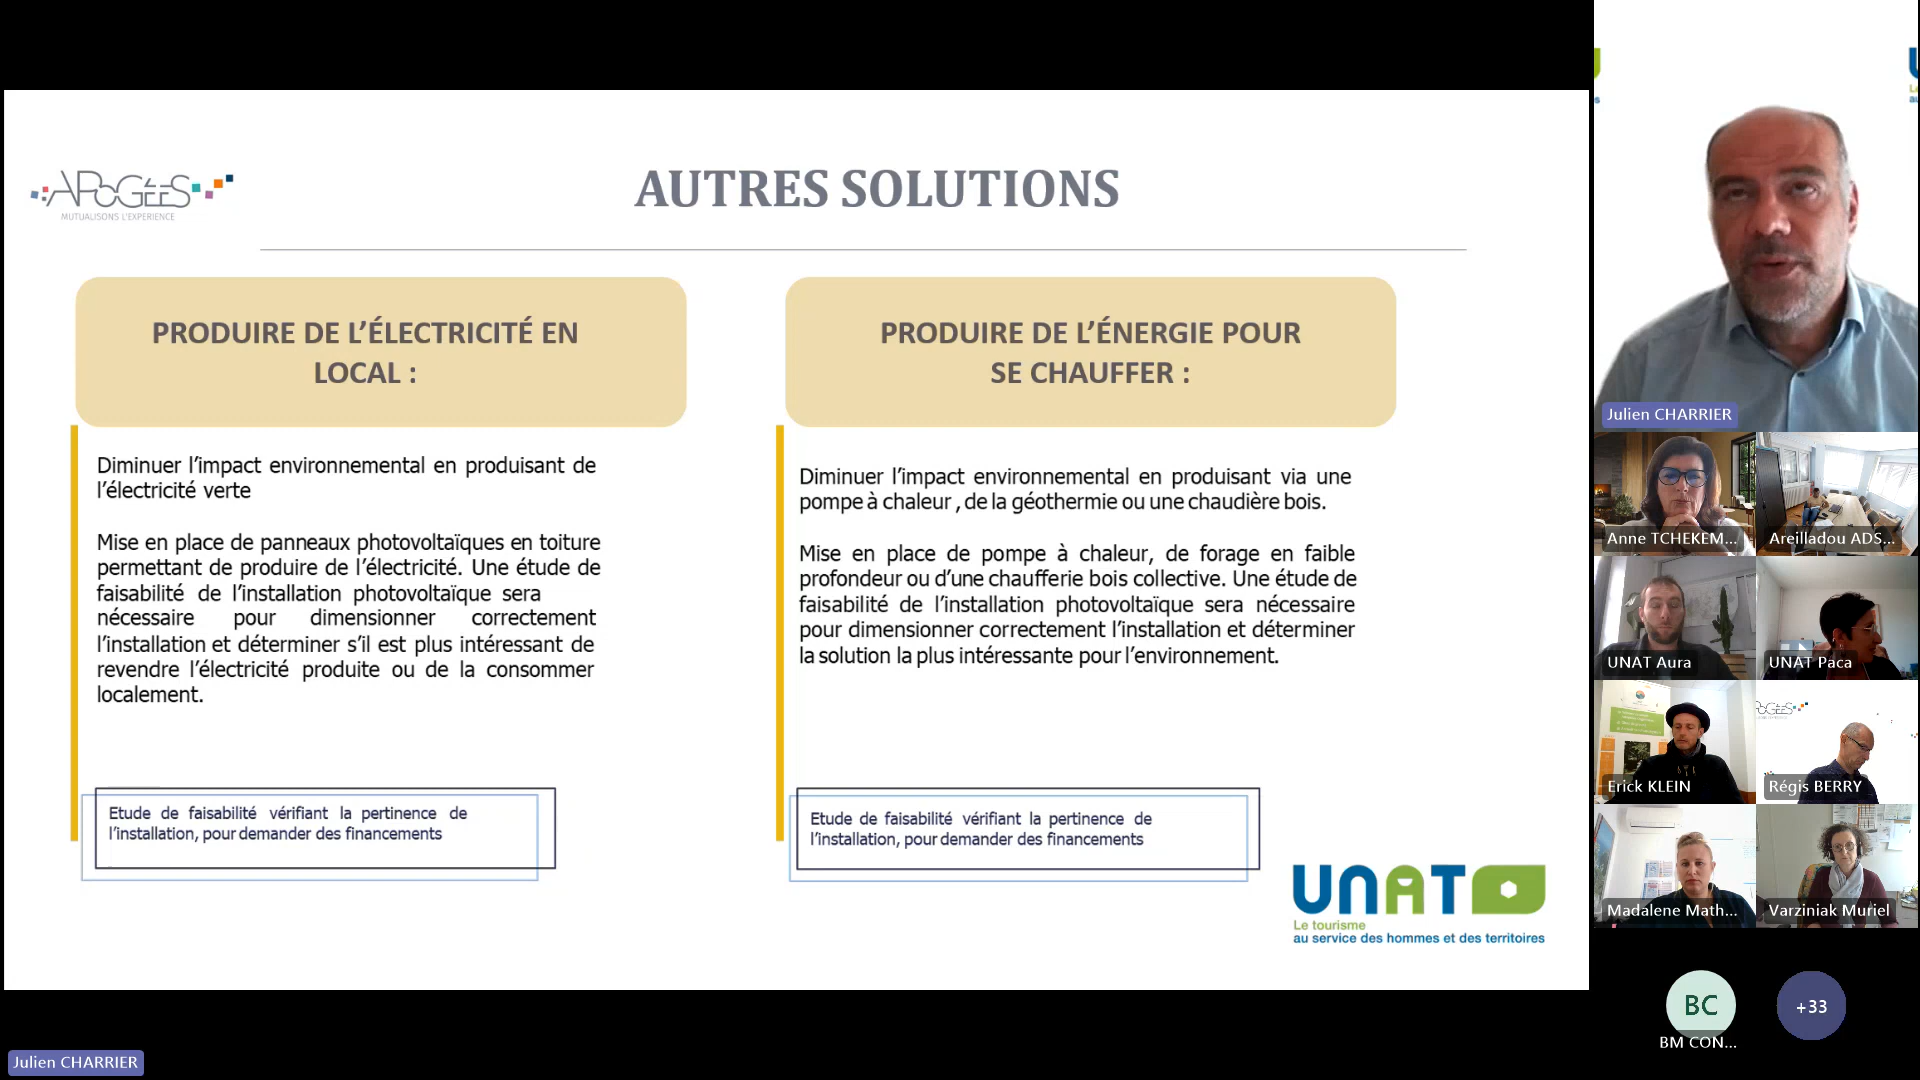 APOGÉES
MUTUALISONS L'EXPERIENCE
AUTRES SOLUTIONS
PRODUIRE DE L'ÉLECTRICITÉ EN
LOCAL :
Diminuer l'impact environnemental en produisant de
l'électricité verte
Mise en place de panneaux photovoltaïques en toiture
permettant de produire de l'électricité. Une étude de
faisabilité de l'installation photovoltaïque sera
nécessaire pour dimensionner correctement
l'installation et déterminer s'il est plus intéressant de
revendre l'électricité produite ou de la consommer
localement.
Etude de faisabilité vérifiant la pertinence de
l'installation, pour demander des financements
PRODUIRE DE L'ÉNERGIE POUR
SE CHAUFFER :
Diminuer l'impact environnemental en produisant via une
pompe à chaleur , de la géothermie ou une chaudière bois.
Mise en place de pompe à chaleur, de forage en faible
profondeur ou d'une chaufferie bois collective. Une étude de
faisabilité de l'installation photovoltaïque sera nécessaire
pour dimensionner correctement l'installation et déterminer
la solution la plus intéressante pour l'environnement.
Etude de faisabilité vérifiant la pertinence de
l'installation, pour demander des financements
UNAT
Le tourisme
au service des hommes et des territoires
Julien CHARRIER
Anne TCHEKEM...
Areilladou ADS...
UNAT Aura
UNAT Paca
Erick KLEIN
Régis BERRY
Madalene Math...
Varziniak Muriel
BC
BM CON...
+33
Julien CHARRIER